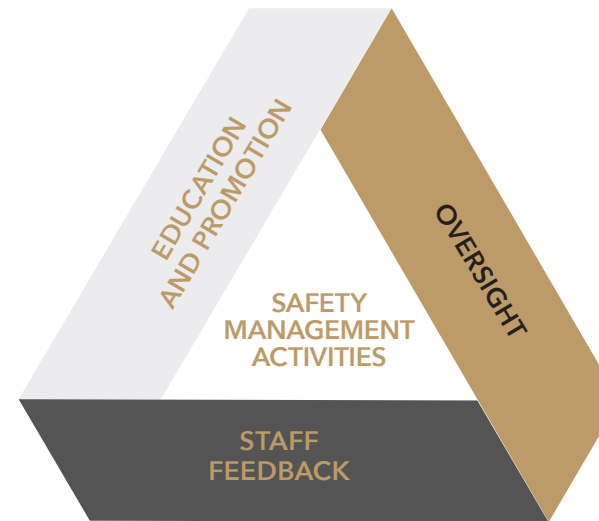 EDUCATION
AND PROMOTION
OVERSIGHT
SAFETY
MANAGEMENT
ACTIVITIES
STAFF
FEEDBACK